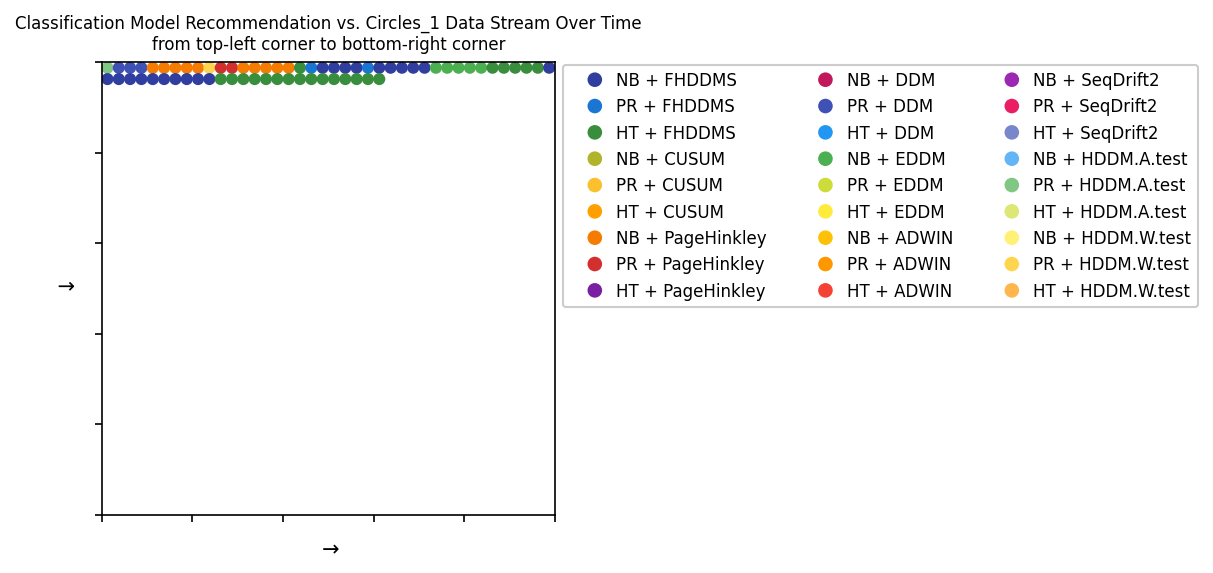 Classification Model Recommendation vs. Circles_1 Data Stream Over Time
from top-left corner to bottom-right corner
NB + FHDDMS
PR + FHDDMS
HT + FHDDMS
NB + CUSUM
PR + CUSUM
HT + CUSUM
NB + PageHinkley
PR + PageHinkley
HT + PageHinkley
NB + DDM
PR + DDM
HT + DDM
NB + EDDM
PR + EDDM
HT + EDDM
NB + ADWIN
PR + ADWIN
HT + ADWIN
NB + SeqDrift2
PR + SeqDrift2
HT + SeqDrift2
NB + HDDM.A.test
PR + HDDM.A.test
HT + HDDM.A.test
NB + HDDM.W.test
PR + HDDM.W.test
HT + HDDM.W.test
→
→